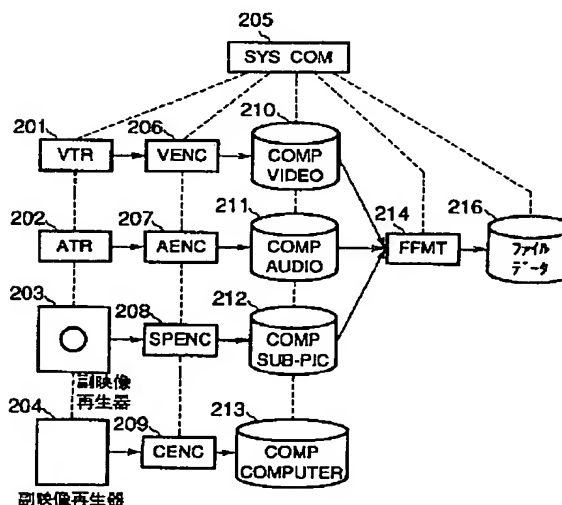 205
SYS COM
201
206
210
VTR
VENC
COMP
VIDEO
202
207
211
214
216
ATR
AENC
COMP
AUDIO
FFMT
ファイル
データ
203
208
212
SPENC
COMP
SUB-PIC
副映像
再生器
204
209
213
CENC
COMP
COMPUTER
副映像再生器